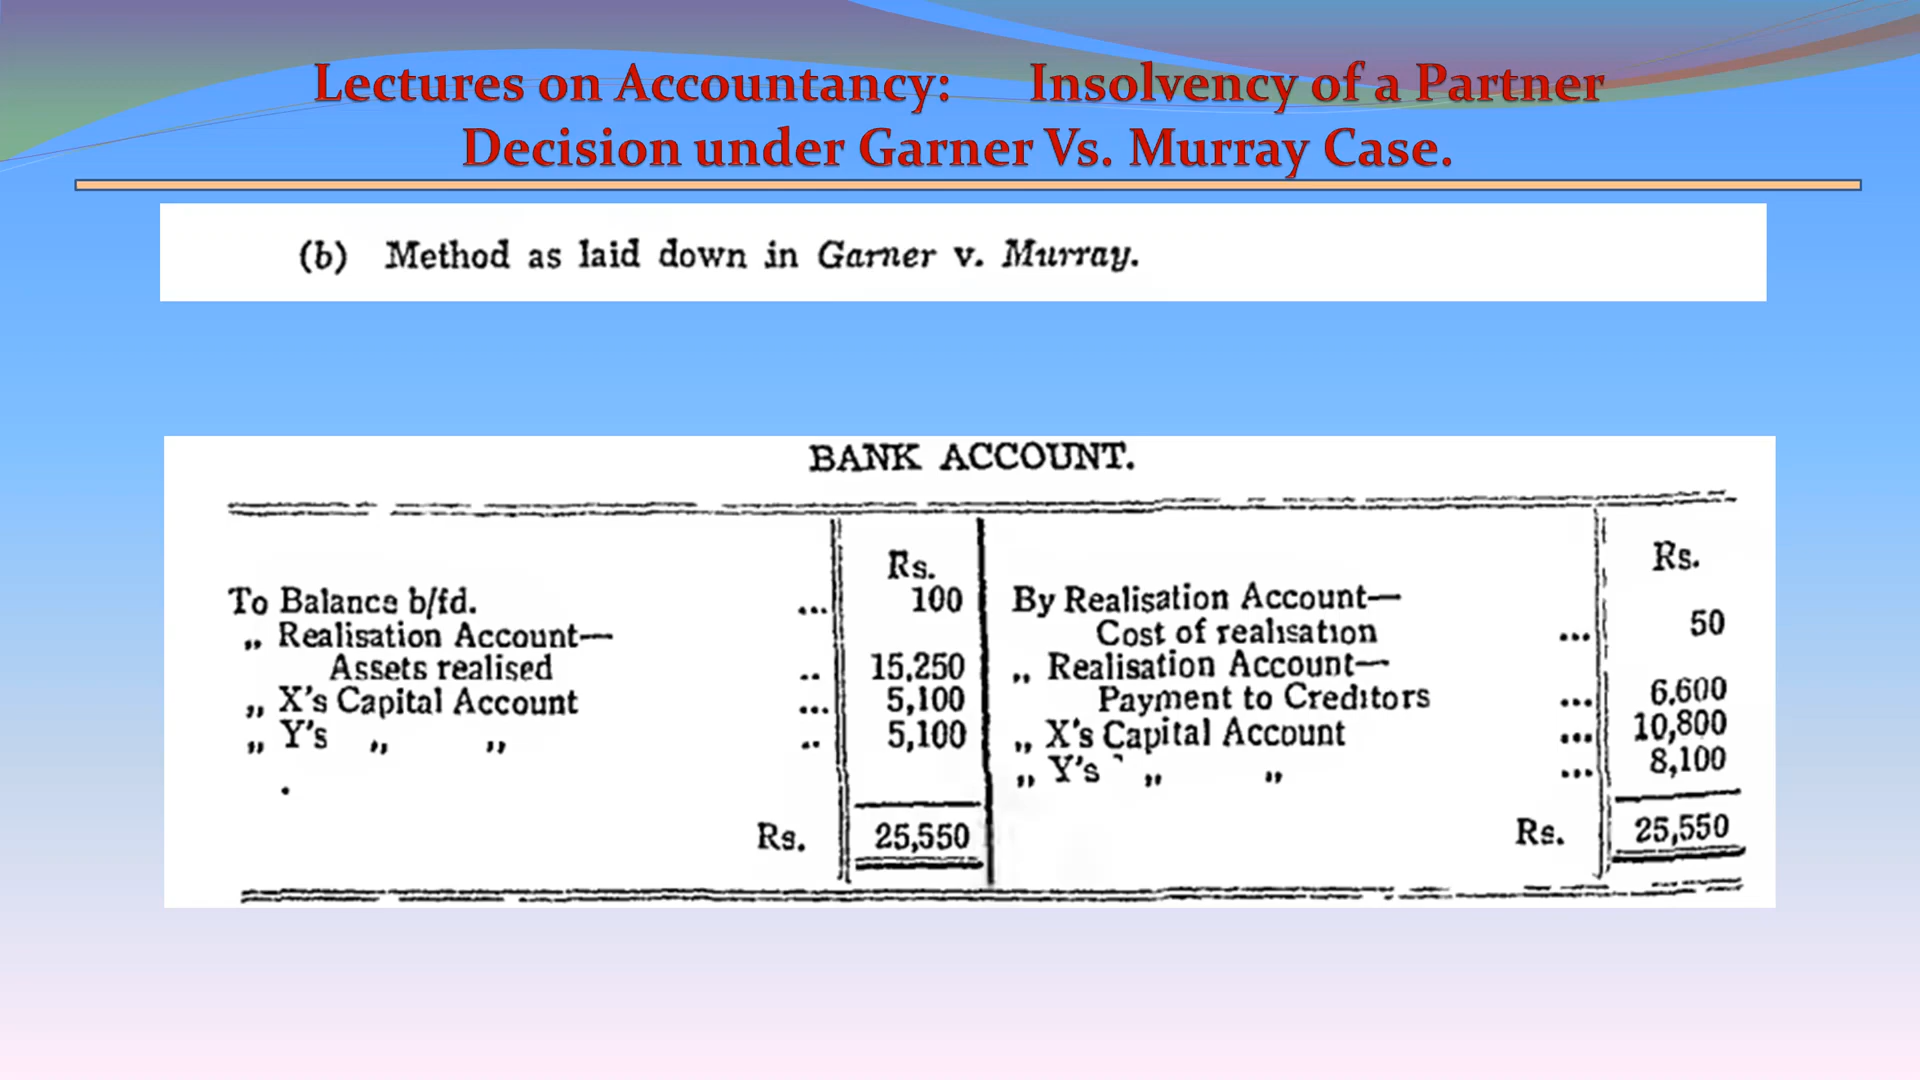 Lectures on Accountancy: Insolvency of a Partner
Decision under Garner Vs. Murray Case.
(b) Method as laid down in Garner v. Murray.
BANK ACCOUNT.
Rs.
To Balance b/fd. ... 100
„ Realisation Account—
Assets realised .. 15,250
„ X's Capital Account ... 5,100
„ Y's „ „ .. 5,100
Rs. 25,550
Rs.
By Realisation Account—
Cost of realisation ... 50
„ Realisation Account—
Payment to Creditors ... 6,600
„ X's Capital Account ... 10,800
„ Y's „ „ ... 8,100
Rs. 25,550